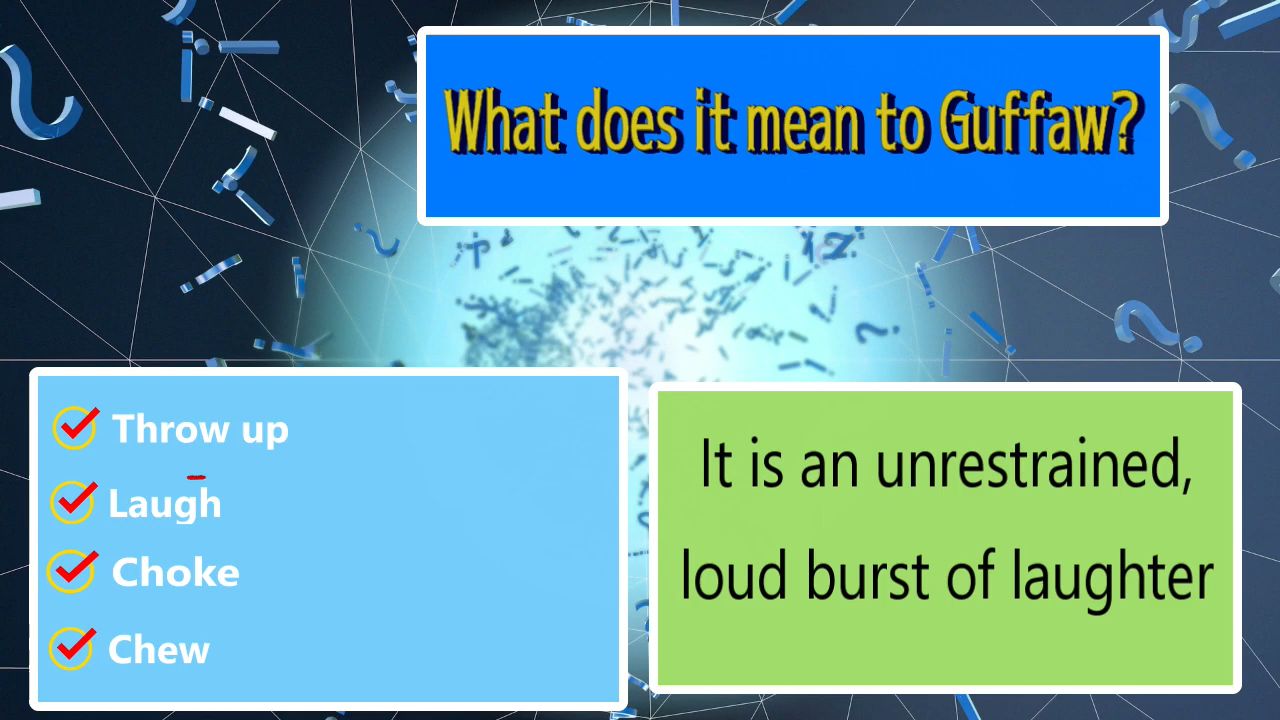 What does it mean to Guffaw?
Throw up
Laugh
Choke
Chew
It is an unrestrained,
loud burst of laughter